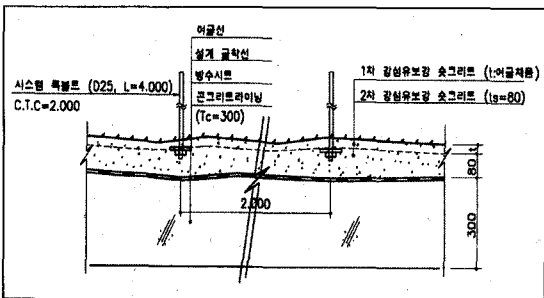 여굴선
설계 굴착선
방수시트
콘크리트라이닝
(Tc=300)
시스템 록볼트 (D25, L=4.000)
C.T.C=2.000
1차 강섬유보강 숏크리트 (t:여굴채움)
2차 강섬유보강 숏크리트 (ts=80)
2.000
t
80
300